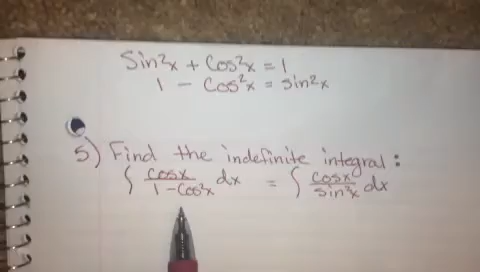 Sin²x + Cos²x = 1
1 - Cos²x = sin²x
5) Find the indefinite integral:
∫ cosx/1-cos²x dx = ∫ cosx/sin²x dx